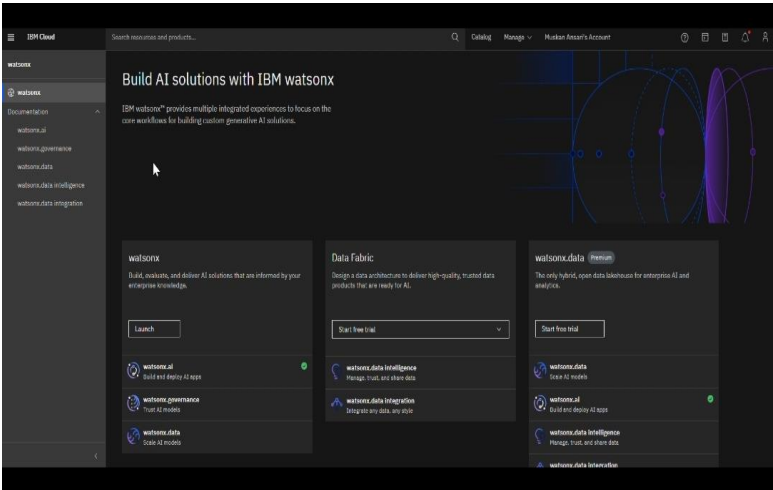 IBM Cloud
Search resources and products...
Catalog
Manage
Muskan Ansari's Account
watsonx
watsonx
Documentation
watsonx.ai
watsonx.governance
watsonx.data
watsonx.data intelligence
watsonx.data integration
Build AI solutions with IBM watsonx
IBM watsonx™ provides multiple integrated experiences to focus on the
core workflows for building custom generative AI solutions.
watsonx
Build, evaluate, and deliver AI solutions that are informed by your
enterprise knowledge.
Launch
watsonx.ai
Build and deploy AI apps
watsonx.governance
Trust AI models
watsonx.data
Scale AI models
Data Fabric
Design a data architecture to deliver high-quality, trusted data
products that are ready for AI.
Start free trial
watsonx.data intelligence
Manage, trust, and share data
watsonx.data integration
Integrate any data, any style
watsonx.data Premium
The only hybrid, open data lakehouse for enterprise AI and
analytics.
Start free trial
watsonx.data
Scale AI models
watsonx.ai
Build and deploy AI apps
watsonx.data intelligence
Manage, trust, and share data
watsonx.data integration